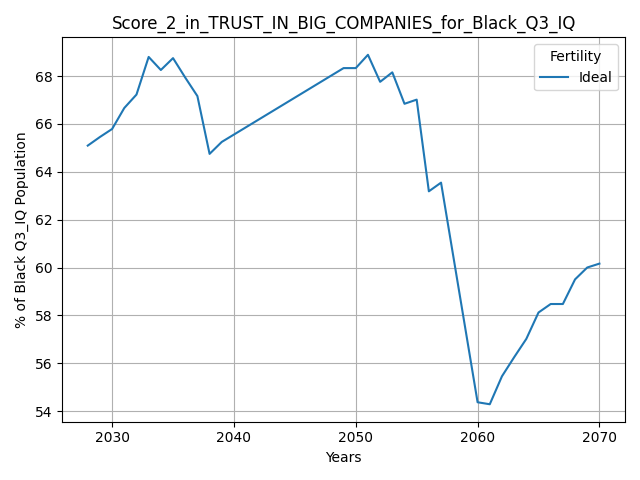 Score_2_in_TRUST_IN_BIG_COMPANIES_for_Black_Q3_IQ
Fertility
Ideal
% of Black Q3_IQ Population
68
66
64
62
60
58
56
54
2030 2040 2050 2060 2070
Years